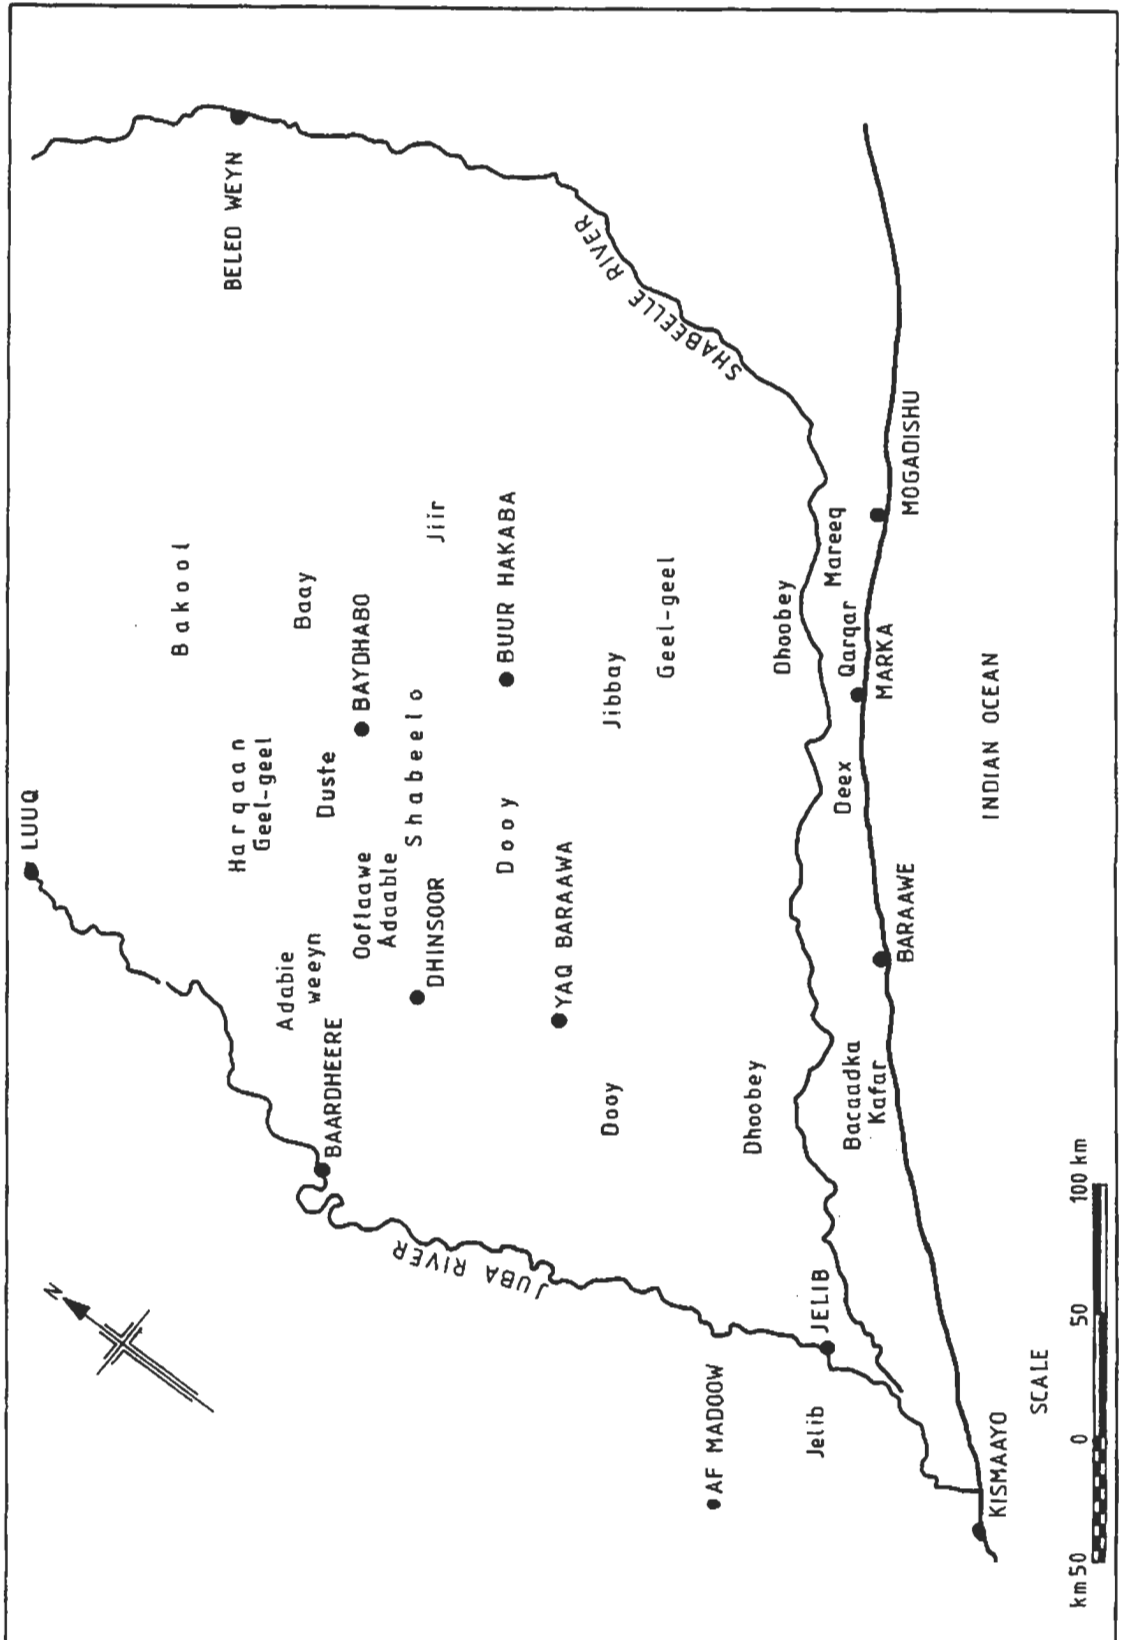 LUUQ
BELED WEYN
Bakool
Harqaan
Geel-geel
Baay
Duste
BAYDHABO
Adabie
weeyn
BAARDHEERE
Ooflaawe
Adaable
Shabeelo
Jiir
DHINSOOR
BUUR HAKABA
Dooy
YAQ BARAAWA
SHABEELLE RIVER
JUBA RIVER
N
Jibbay
Geel-geel
Dooy
AF MADOOW
Dhoobey
Dhoobey
Jelib
JELIB
Mareeq
Qarqar
Deex
Bacaadka
Kafar
MOGADISHU
MARKA
BARAAWE
KISMAAYO
INDIAN OCEAN
SCALE
km 50 0 50 100 km